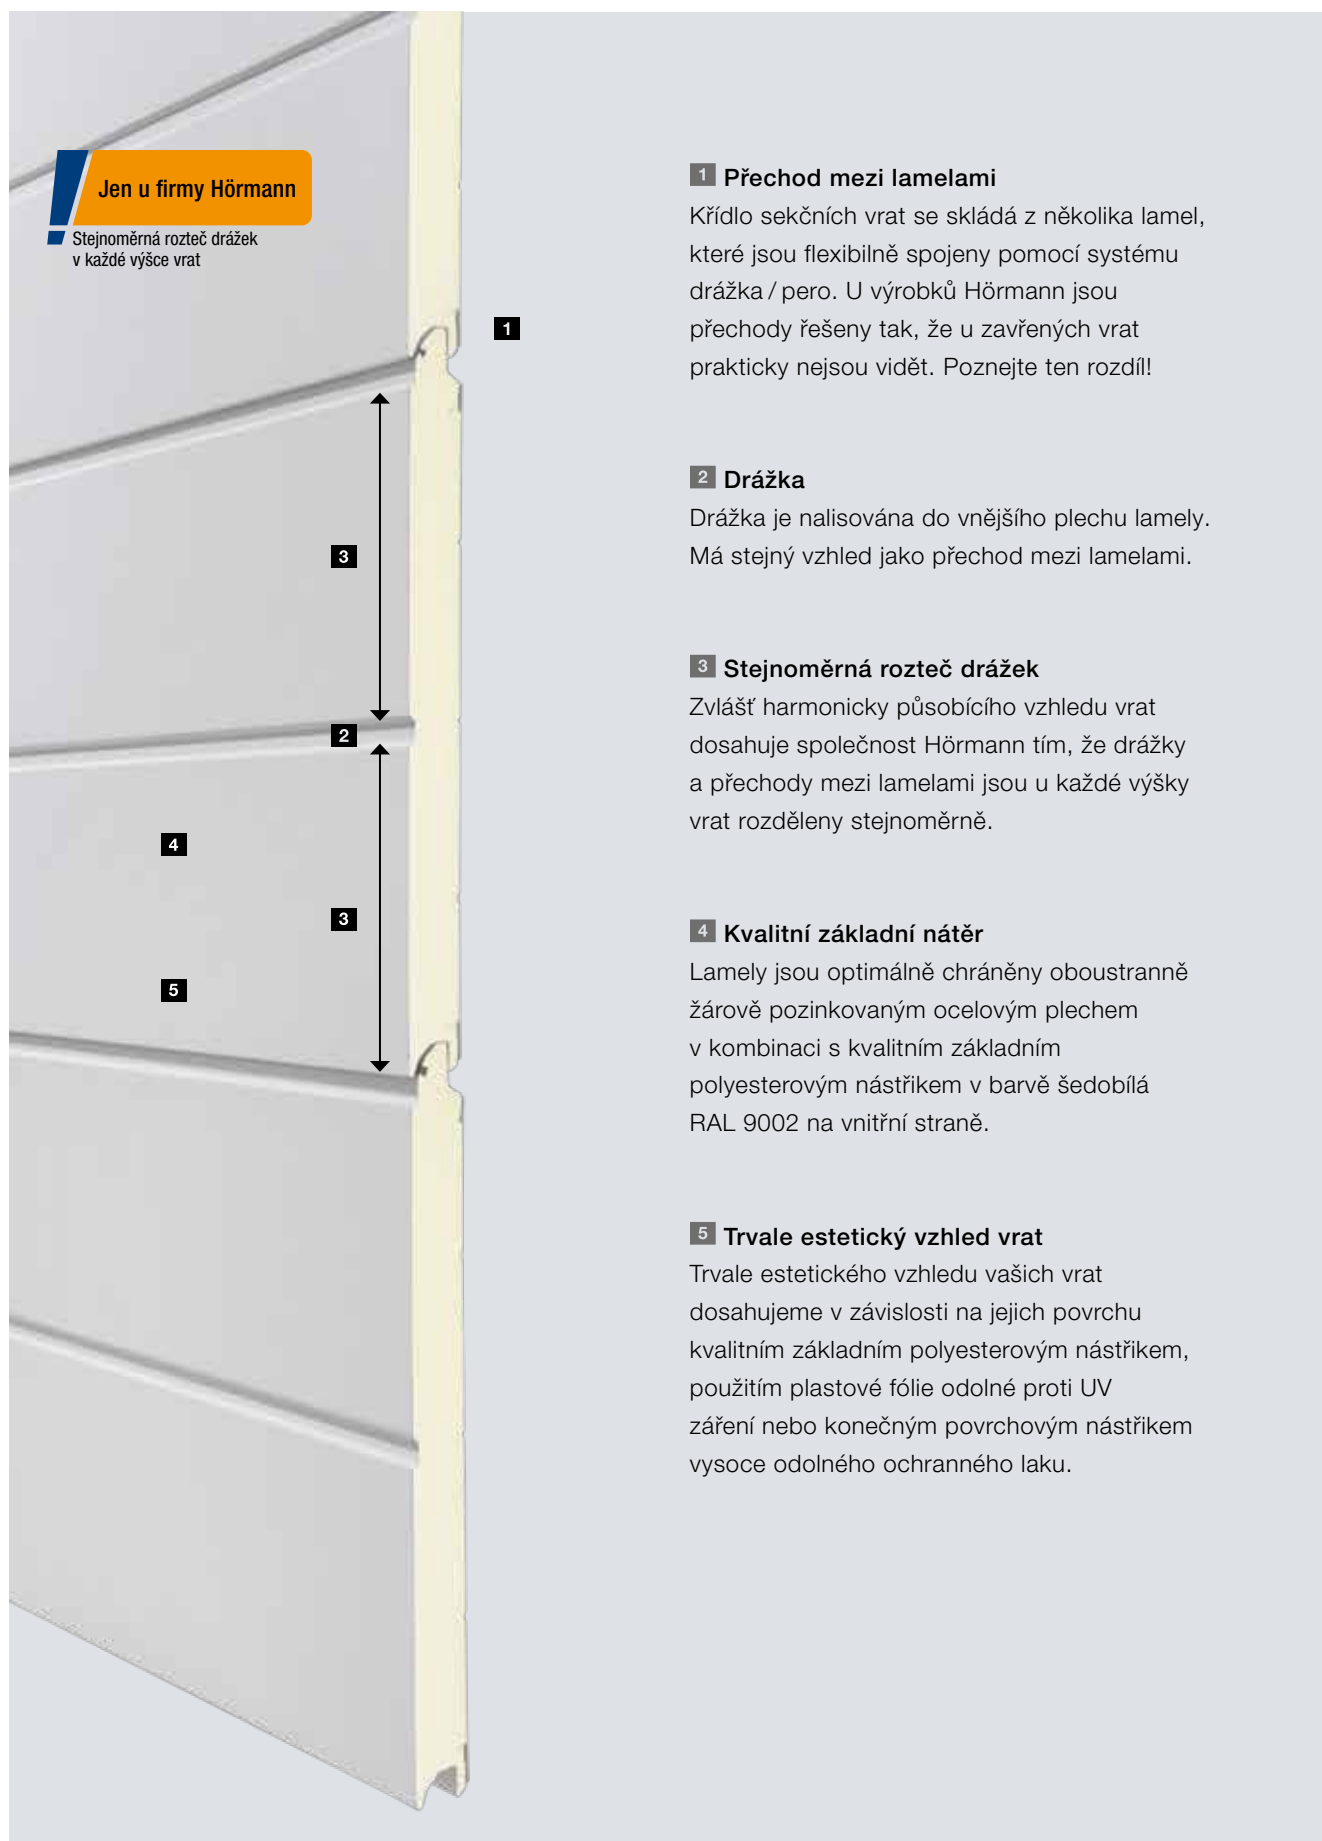 Jen u firmy Hörmann
Stejnoměrná rozteč drážek
v každé výšce vrat
1
3
2
4
3
5
1 Přechod mezi lamelami
Křídlo sekčních vrat se skládá z několika lamel,
které jsou flexibilně spojeny pomocí systému
drážka / pero. U výrobků Hörmann jsou
přechody řešeny tak, že u zavřených vrat
prakticky nejsou vidět. Poznejte ten rozdíl!
2 Drážka
Drážka je nalisována do vnějšího plechu lamely.
Má stejný vzhled jako přechod mezi lamelami.
3 Stejnoměrná rozteč drážek
Zvlášť harmonicky působícího vzhledu vrat
dosahuje společnost Hörmann tím, že drážky
a přechody mezi lamelami jsou u každé výšky
vrat rozděleny stejnoměrně.
4 Kvalitní základní nátěr
Lamely jsou optimálně chráněny oboustranně
žárově pozinkovaným ocelovým plechem
v kombinaci s kvalitním základním
polyesterovým nástřikem v barvě šedobílá
RAL 9002 na vnitřní straně.
5 Trvale estetický vzhled vrat
Trvale estetického vzhledu vašich vrat
dosahujeme v závislosti na jejich povrchu
kvalitním základním polyesterovým nástřikem,
použitím plastové fólie odolné proti UV
záření nebo konečným povrchovým nástřikem
vysoce odolného ochranného laku.